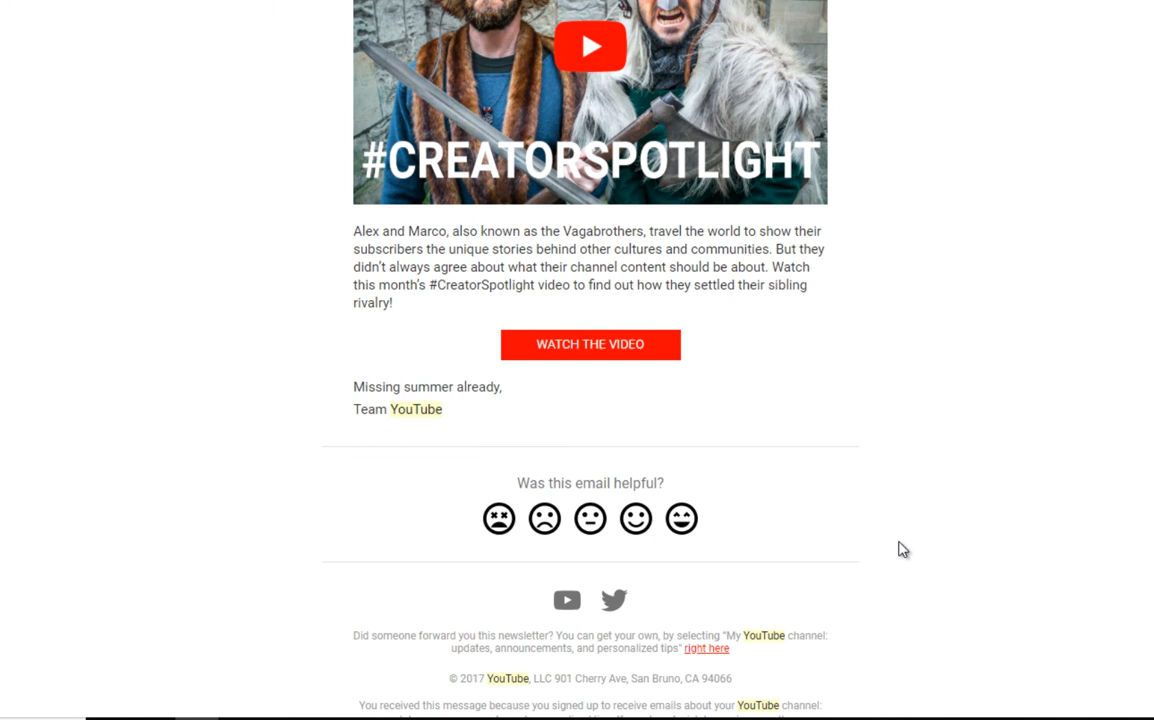 #CREATORSPOTLIGHT
Alex and Marco, also known as the Vagabrothers, travel the world to show their
subscribers the unique stories behind other cultures and communities. But they
didn't always agree about what their channel content should be about. Watch
this month's #CreatorSpotlight video to find out how they settled their sibling
rivalry!
WATCH THE VIDEO
Missing summer already,
Team YouTube
Was this email helpful?
Did someone forward you this newsletter? You can get your own, by selecting "My YouTube channel:
updates, announcements, and personalized tips" right here
© 2017 YouTube, LLC 901 Cherry Ave, San Bruno, CA 94066
You received this message because you signed up to receive emails about your YouTube channel: